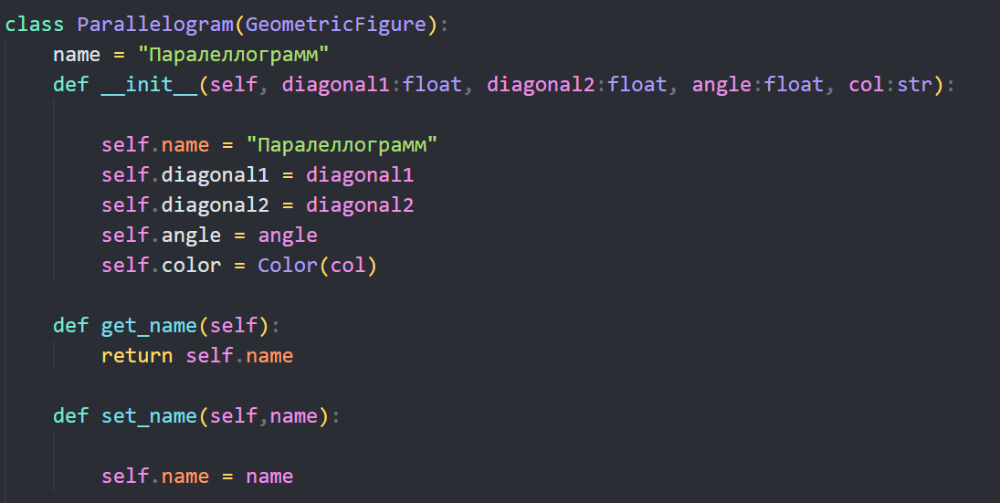 class Parallelogram(GeometricFigure):
    name = "Паралеллограмм"
    def __init__(self, diagonal1:float, diagonal2:float, angle:float, col:str):
        self.name = "Паралеллограмм"
        self.diagonal1 = diagonal1
        self.diagonal2 = diagonal2
        self.angle = angle
        self.color = Color(col)
    def get_name(self):
        return self.name
    def set_name(self,name):
        self.name = name